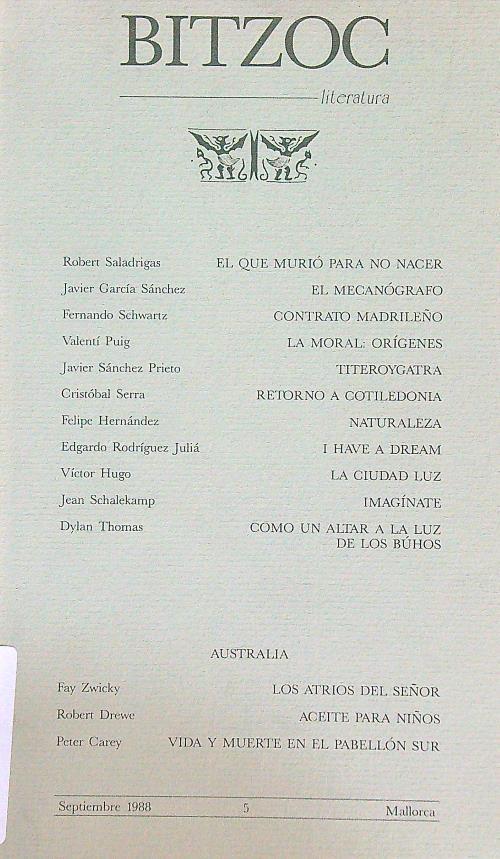 BITZOC
literatura
Robert Saladrigas EL QUE MURIÓ PARA NO NACER
Javier García Sánchez EL MECANÓGRAFO
Fernando Schwartz CONTRATO MADRILEÑO
Valentí Puig LA MORAL: ORÍGENES
Javier Sánchez Prieto TITEROYGATRA
Cristóbal Serra RETORNO A COTILEDONIA
Felipe Hernández NATURALEZA
Edgardo Rodríguez Juliá I HAVE A DREAM
Víctor Hugo LA CIUDAD LUZ
Jean Schalekamp IMAGÍNATE
Dylan Thomas COMO UN ALTAR A LA LUZ
DE LOS BÚHOS
AUSTRALIA
Fay Zwicky LOS ATRIOS DEL SEÑOR
Robert Drewe ACEITE PARA NIÑOS
Peter Carey VIDA Y MUERTE EN EL PABELLÓN SUR
Septiembre 1988 5 Mallorca